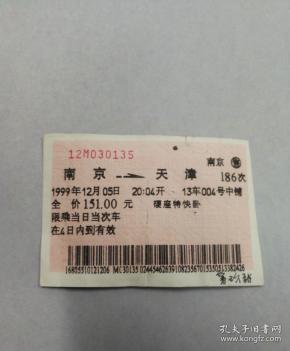 12M030135
南京 售
南京 → 天津 186次
1999年12月05日 20:04开 13车004号中铺
全价151.00元 硬座特快卧
限乘当日当次车
在4日内到有效
孔夫子旧书网
www.kongfz.com